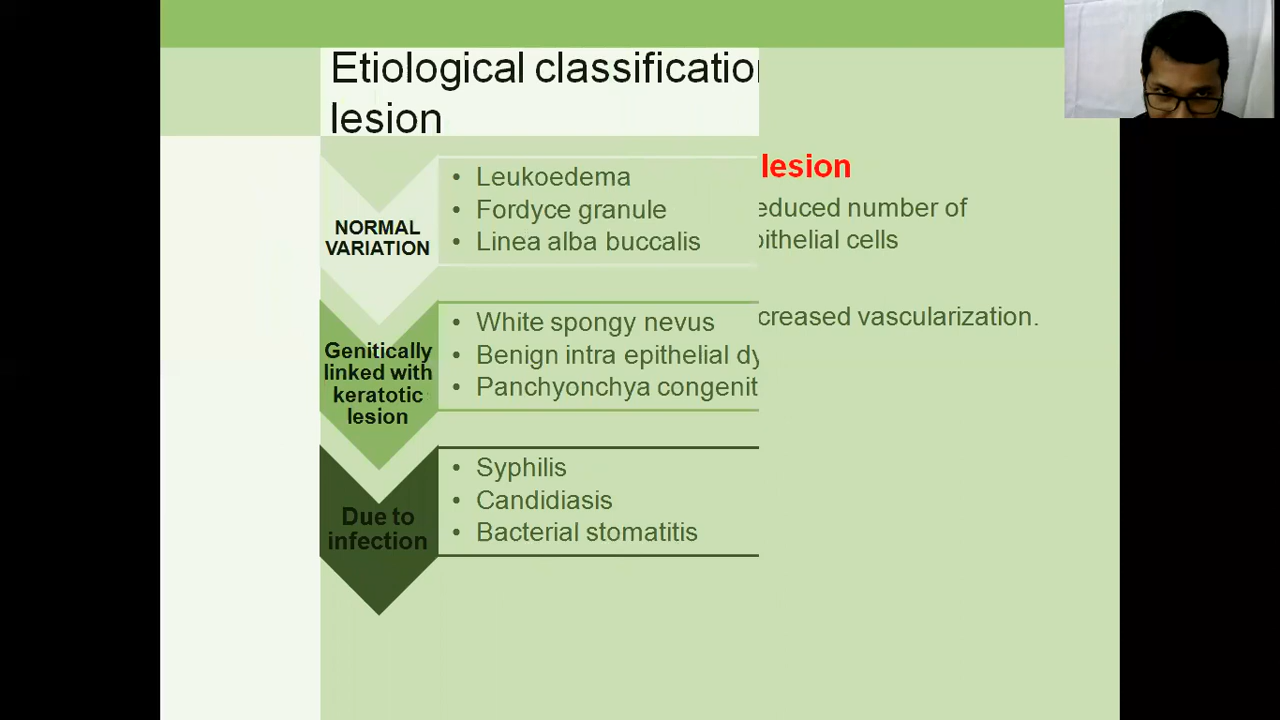 Etiological classification
lesion
NORMAL
VARIATION
• Leukoedema
• Fordyce granule
• Linea alba buccalis
Genitically
linked with
keratotic
lesion
• White spongy nevus
• Benign intra epithelial dy
• Panchyonchya congenit
Due to
infection
• Syphilis
• Candidiasis
• Bacterial stomatitis
lesion
educed number of
pithelial cells
creased vascularization.